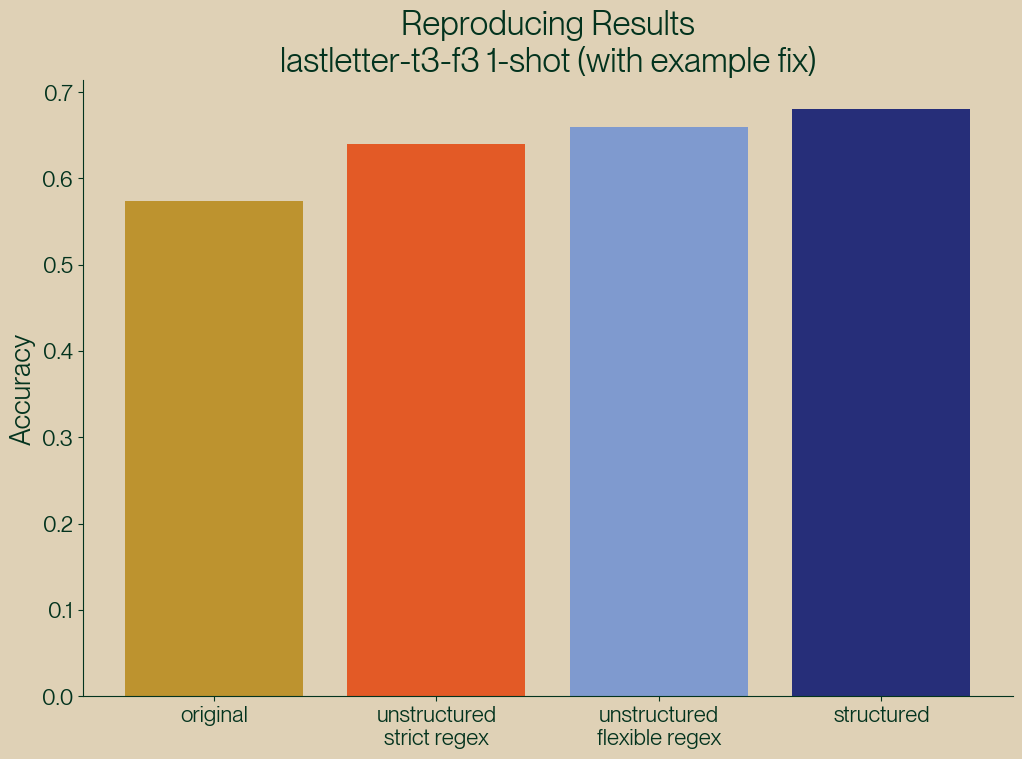 Reproducing Results
lastletter-t3-f3 1-shot (with example fix)
Accuracy
0.7
0.6
0.5
0.4
0.3
0.2
0.1
0.0
original
unstructured
strict regex
unstructured
flexible regex
structured